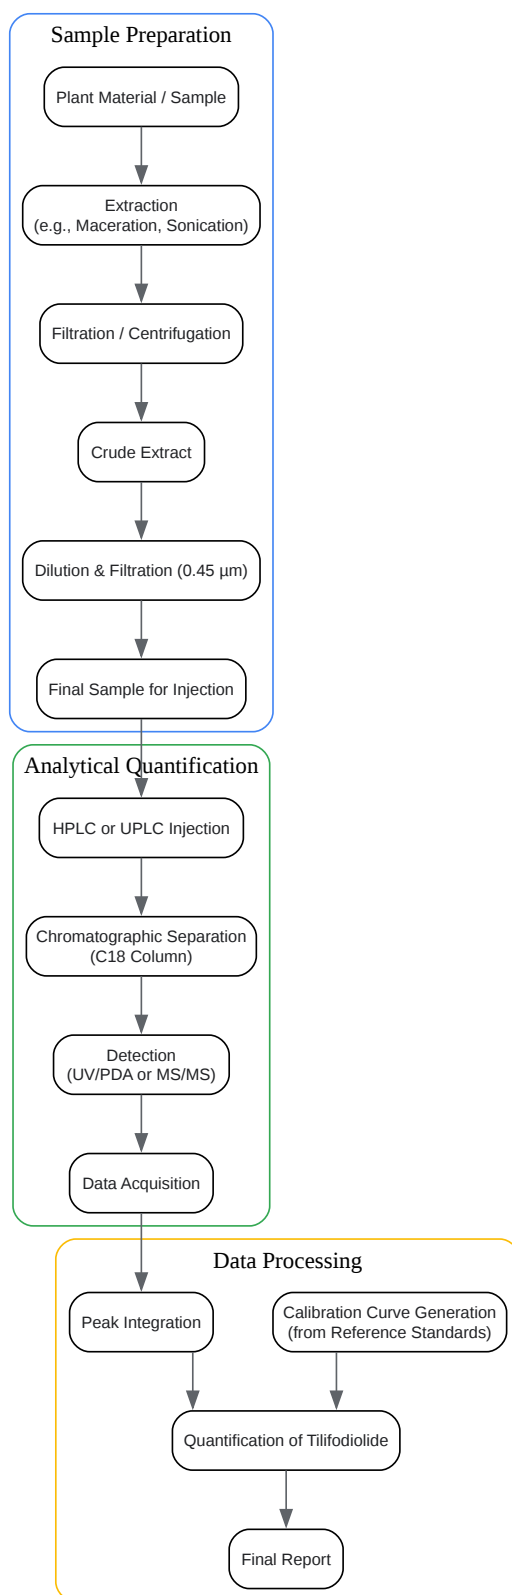 Sample Preparation
Plant Material / Sample
Extraction
(e.g., Maceration, Sonication)
Filtration / Centrifugation
Crude Extract
Dilution & Filtration (0.45 µm)
Final Sample for Injection
Analytical Quantification
HPLC or UPLC Injection
Chromatographic Separation
(C18 Column)
Detection
(UV/PDA or MS/MS)
Data Acquisition
Data Processing
Peak Integration
Calibration Curve Generation
(from Reference Standards)
Quantification of Tilifodiolide
Final Report